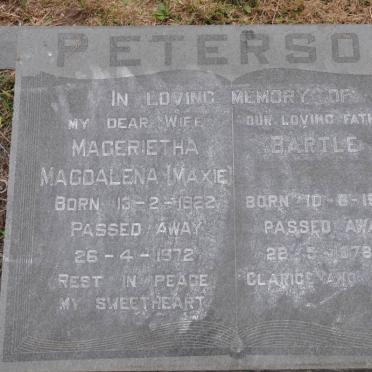 PETERSO
IN LOVING MEMORY OF
MY DEAR WIFE
MAGERIETHA
MAGDALENA (MAXIE)
BORN 13-2-1922
PASSED AWAY
26-4-1972
REST IN PEACE
MY SWEETHEART
OUR LOVING FATH
BARTLE
BORN 10-6-19
PASSED AWA
28-5-1978
CLARICE AND